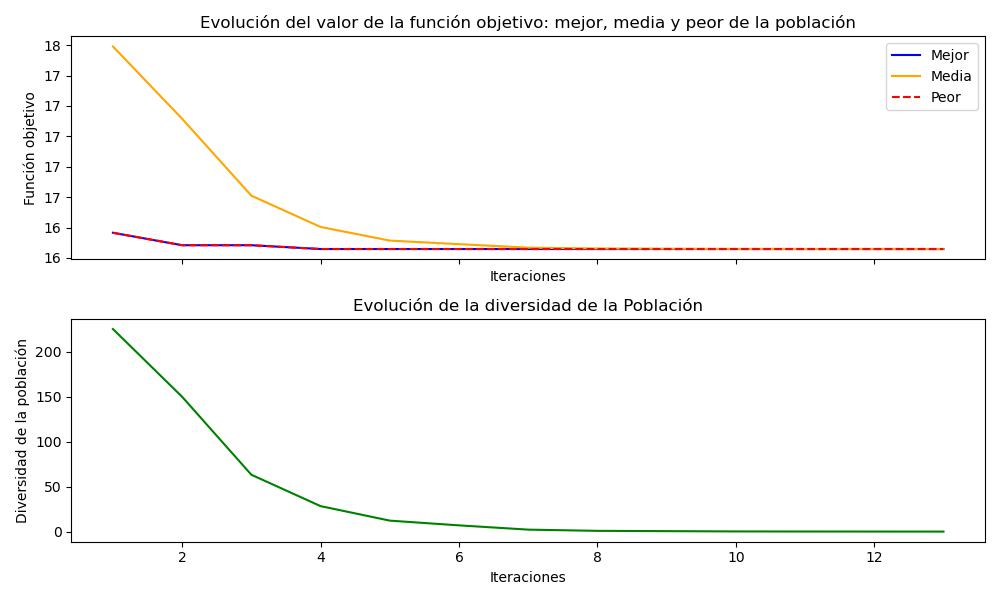 Evolución del valor de la función objetivo: mejor, media y peor de la población
Función objetivo
18
17
17
17
17
17
16
16
Mejor
Media
Peor
Iteraciones
Evolución de la diversidad de la Población
Diversidad de la población
200
150
100
50
0
2
4
6
8
10
12
Iteraciones